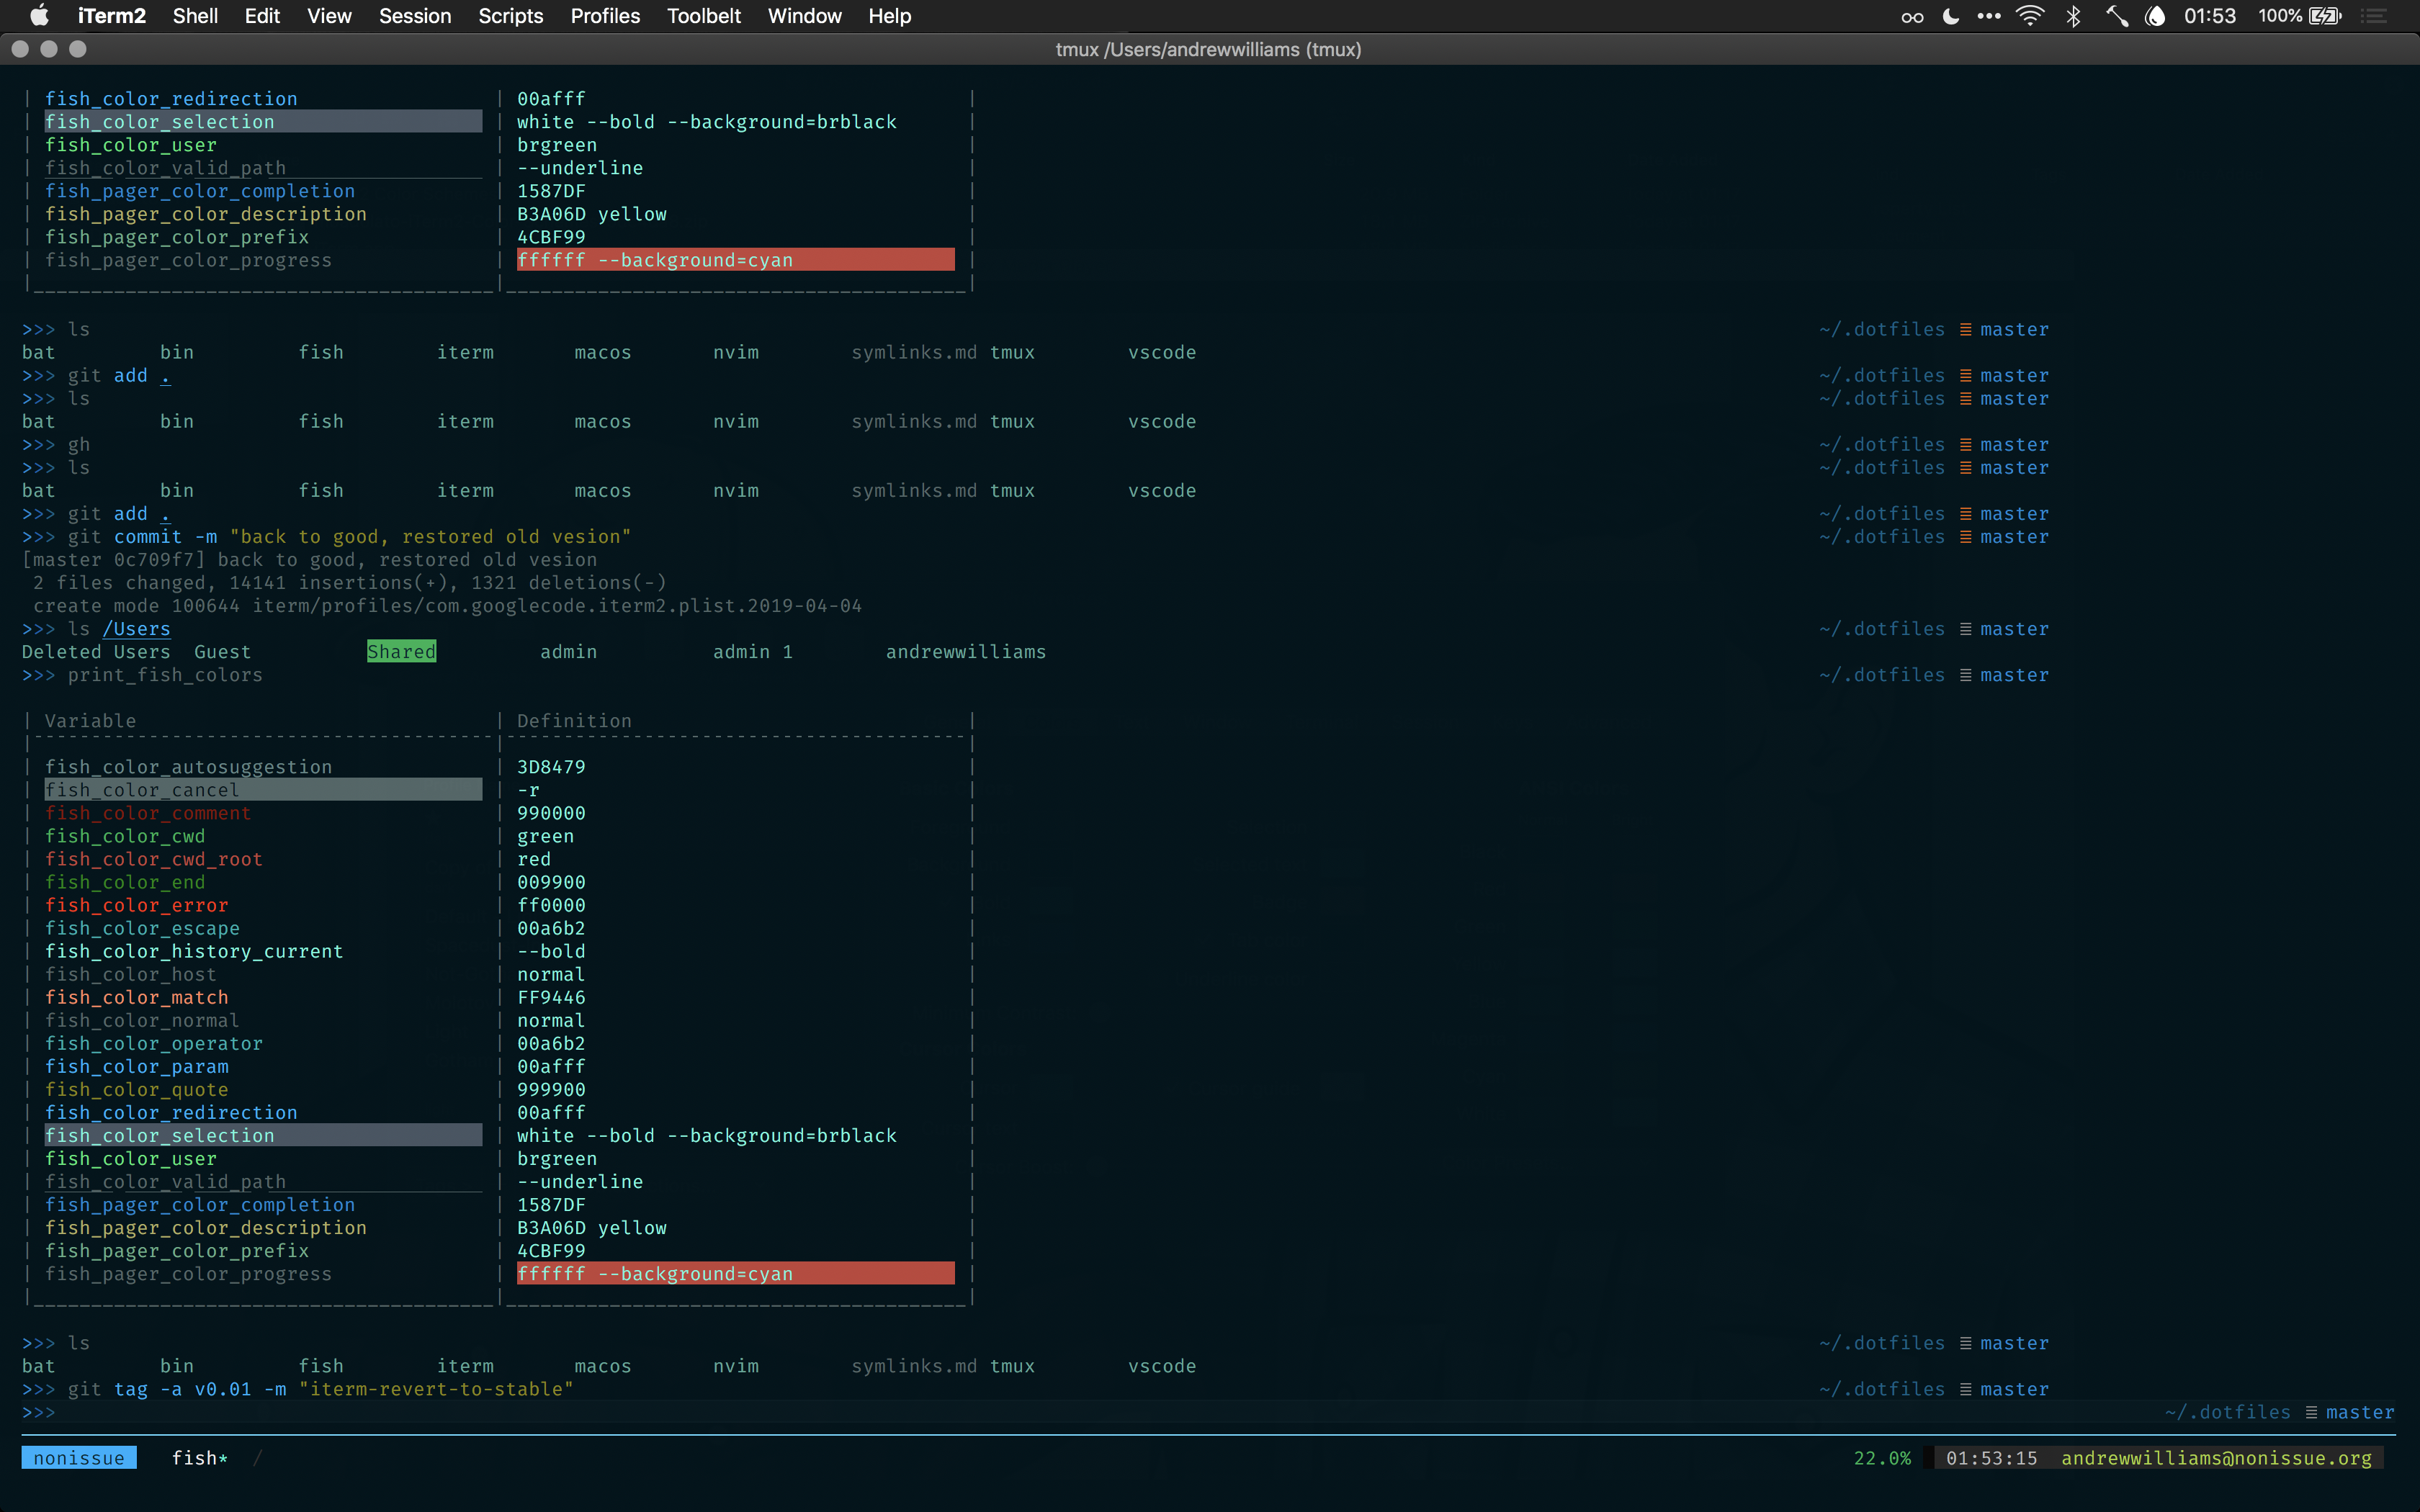 iTerm2 Shell Edit View Session Scripts Profiles Toolbelt Window Help 01:53 100%
tmux /Users/andrewwilliams (tmux)
| fish_color_redirection | 00afff |
| fish_color_selection | white --bold --background=brblack |
| fish_color_user | brgreen |
| fish_color_valid_path | --underline |
| fish_pager_color_completion | 1587DF |
| fish_pager_color_description | B3A06D yellow |
| fish_pager_color_prefix | 4CBF99 |
| fish_pager_color_progress | ffffff --background=cyan |
|________________________________________|________________________________________|
>>> ls ~/.dotfiles ≡ master
bat bin fish iterm macos nvim symlinks.md tmux vscode
>>> git add . ~/.dotfiles ≡ master
>>> ls ~/.dotfiles ≡ master
bat bin fish iterm macos nvim symlinks.md tmux vscode
>>> gh ~/.dotfiles ≡ master
>>> ls ~/.dotfiles ≡ master
bat bin fish iterm macos nvim symlinks.md tmux vscode
>>> git add . ~/.dotfiles ≡ master
>>> git commit -m "back to good, restored old vesion" ~/.dotfiles ≡ master
[master 0c709f7] back to good, restored old vesion
2 files changed, 14141 insertions(+), 1321 deletions(-)
create mode 100644 iterm/profiles/com.googlecode.iterm2.plist.2019-04-04
>>> ls /Users ~/.dotfiles ≡ master
Deleted Users Guest Shared admin admin 1 andrewwilliams
>>> print_fish_colors ~/.dotfiles ≡ master
| Variable | Definition |
|----------------------------------------|----------------------------------------|
| fish_color_autosuggestion | 3D8479 |
| fish_color_cancel | -r |
| fish_color_comment | 990000 |
| fish_color_cwd | green |
| fish_color_cwd_root | red |
| fish_color_end | 009900 |
| fish_color_error | ff0000 |
| fish_color_escape | 00a6b2 |
| fish_color_history_current | --bold |
| fish_color_host | normal |
| fish_color_match | FF9446 |
| fish_color_normal | normal |
| fish_color_operator | 00a6b2 |
| fish_color_param | 00afff |
| fish_color_quote | 999900 |
| fish_color_redirection | 00afff |
| fish_color_selection | white --bold --background=brblack |
| fish_color_user | brgreen |
| fish_color_valid_path | --underline |
| fish_pager_color_completion | 1587DF |
| fish_pager_color_description | B3A06D yellow |
| fish_pager_color_prefix | 4CBF99 |
| fish_pager_color_progress | ffffff --background=cyan |
|________________________________________|________________________________________|
>>> ls ~/.dotfiles ≡ master
bat bin fish iterm macos nvim symlinks.md tmux vscode
>>> git tag -a v0.01 -m "iterm-revert-to-stable" ~/.dotfiles ≡ master
>>> ~/.dotfiles ≡ master
nonissue fish* / 22.0% 01:53:15 andrewwilliams@nonissue.org